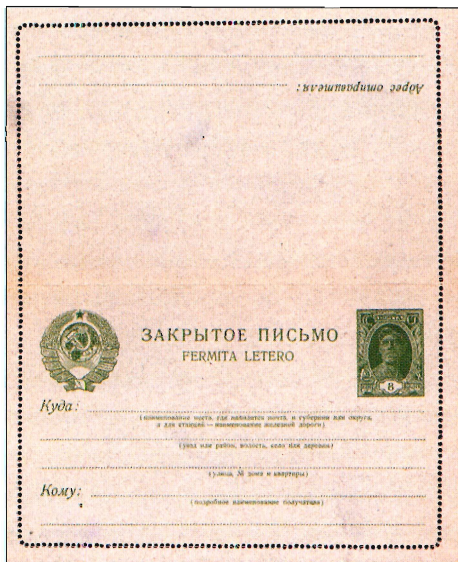 Адрес отправителя:
ЗАКРЫТОЕ ПИСЬМО
FERMITA LETERO
8
Куда:
(наименование места, где находится почта, и губернии или округа,
а для станций — наименование железной дороги)
(уезд или район, волость, село или деревня)
(улица, № дома и квартиры)
Кому:
(подробное наименование получателя)